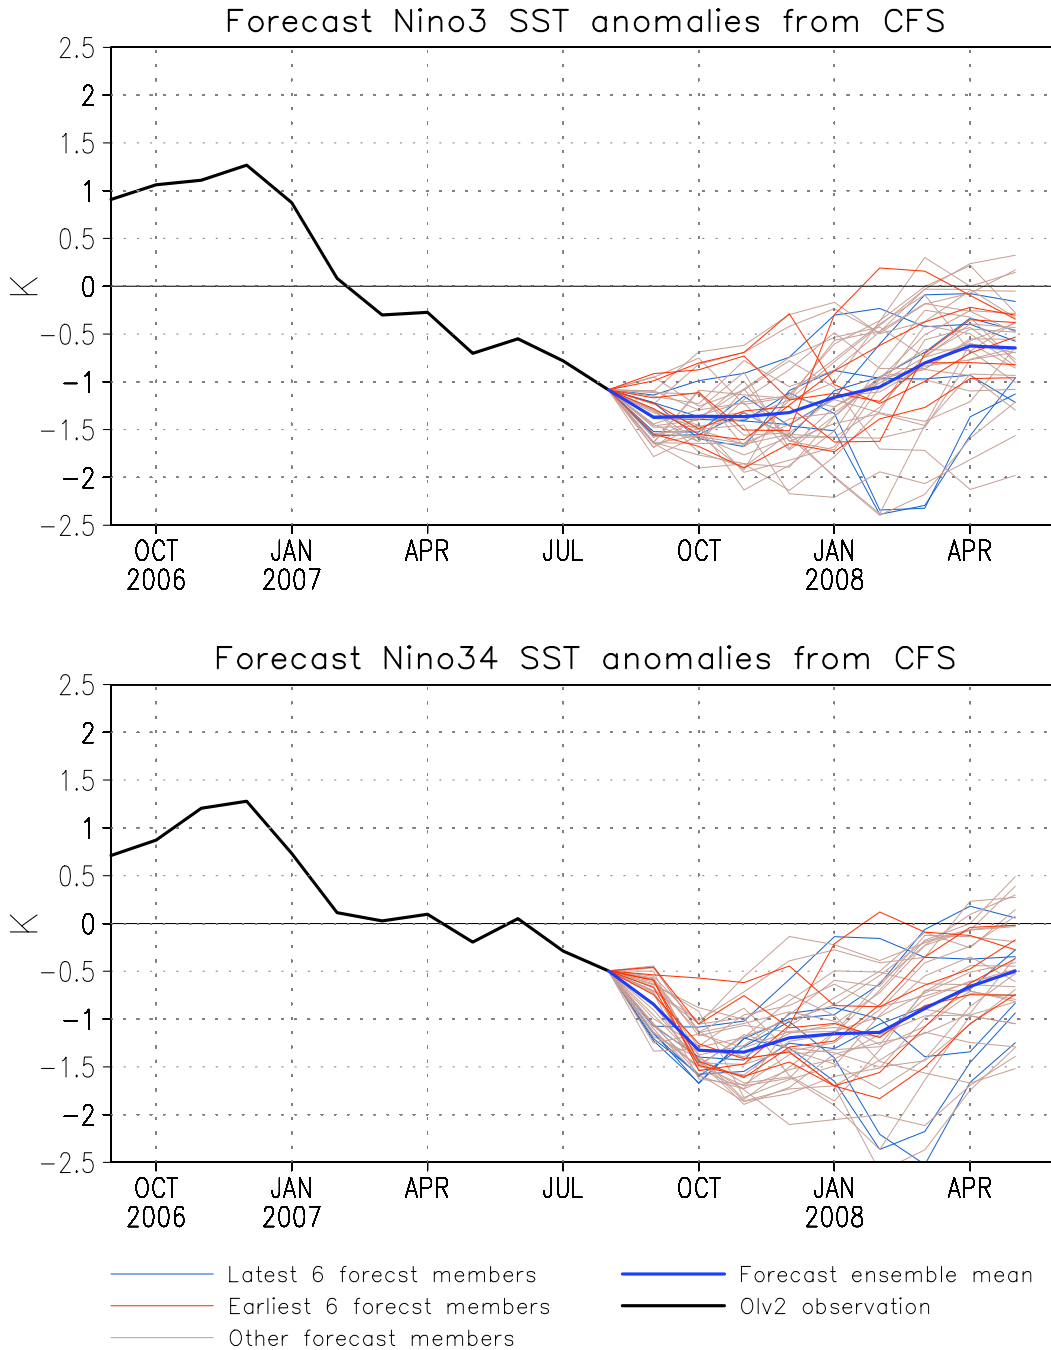 Forecast Nino3 SST anomalies from CFS
2.5
2
1.5
1
0.5
0
K
−0.5
−1
−1.5
−2
−2.5
OCT JAN APR JUL OCT JAN APR
2006 2007 2008
Forecast Nino34 SST anomalies from CFS
2.5
2
1.5
1
0.5
0
K
−0.5
−1
−1.5
−2
−2.5
OCT JAN APR JUL OCT JAN APR
2006 2007 2008
Latest 6 forecst members Forecast ensemble mean
Earliest 6 forecst members OIv2 observation
Other forecast members